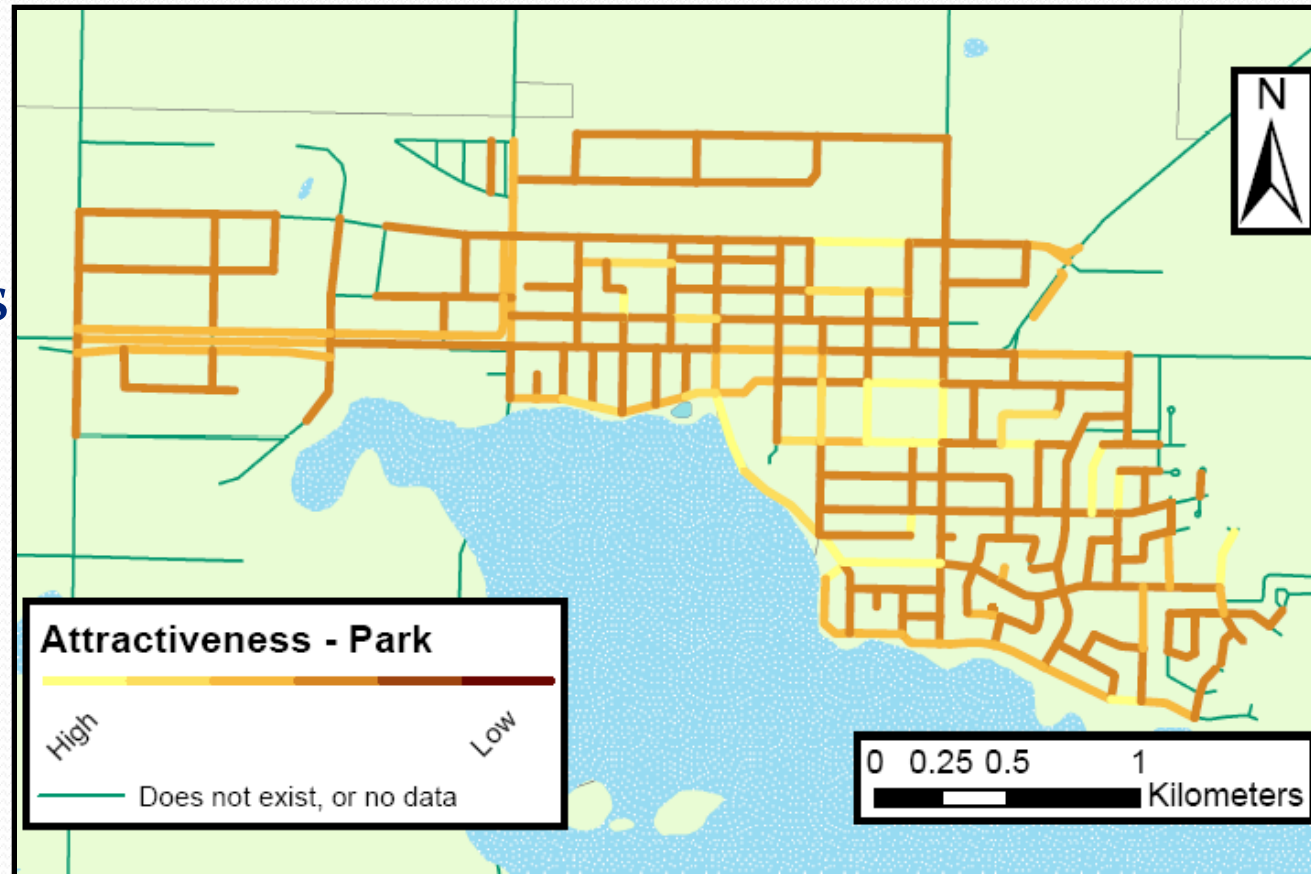 N
s
Attractiveness - Park
High
Low
Does not exist, or no data
0 0.25 0.5 1
Kilometers